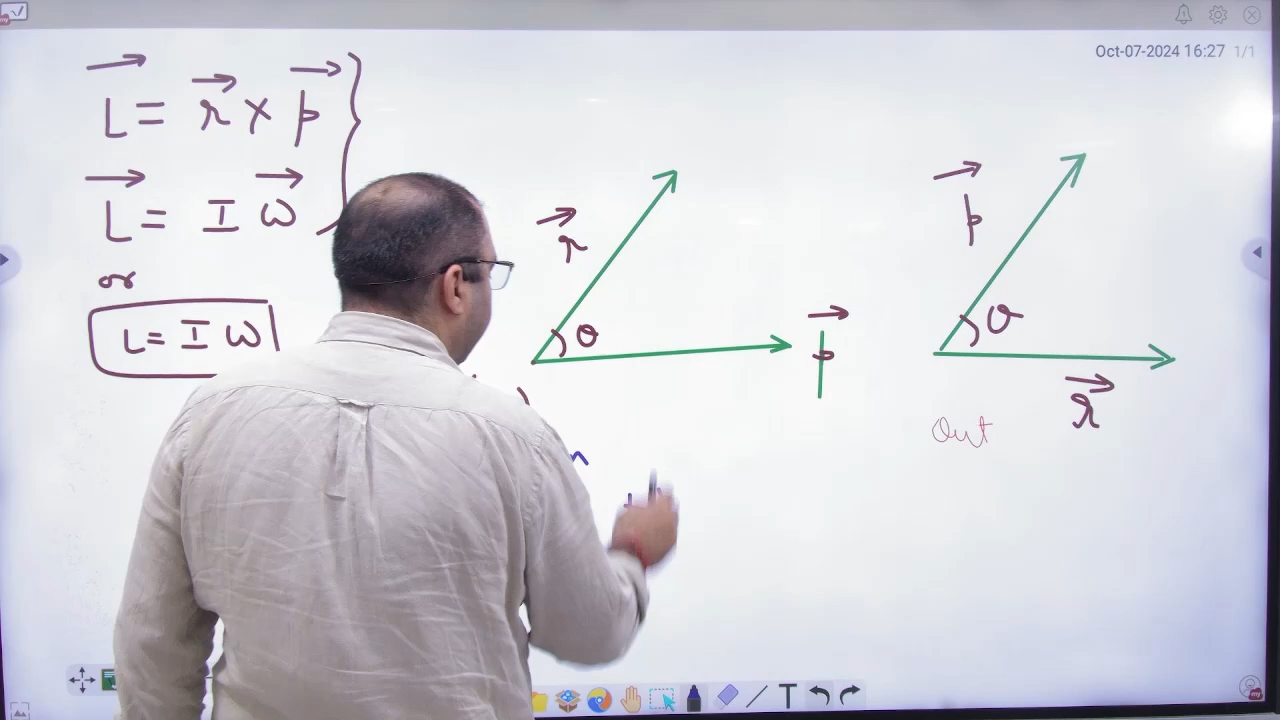 Oct-07-2024 16:27 1/1
L = r × p
L = I ω
or
L = I ω
r
θ
p
p
θ
r
Out
n
T